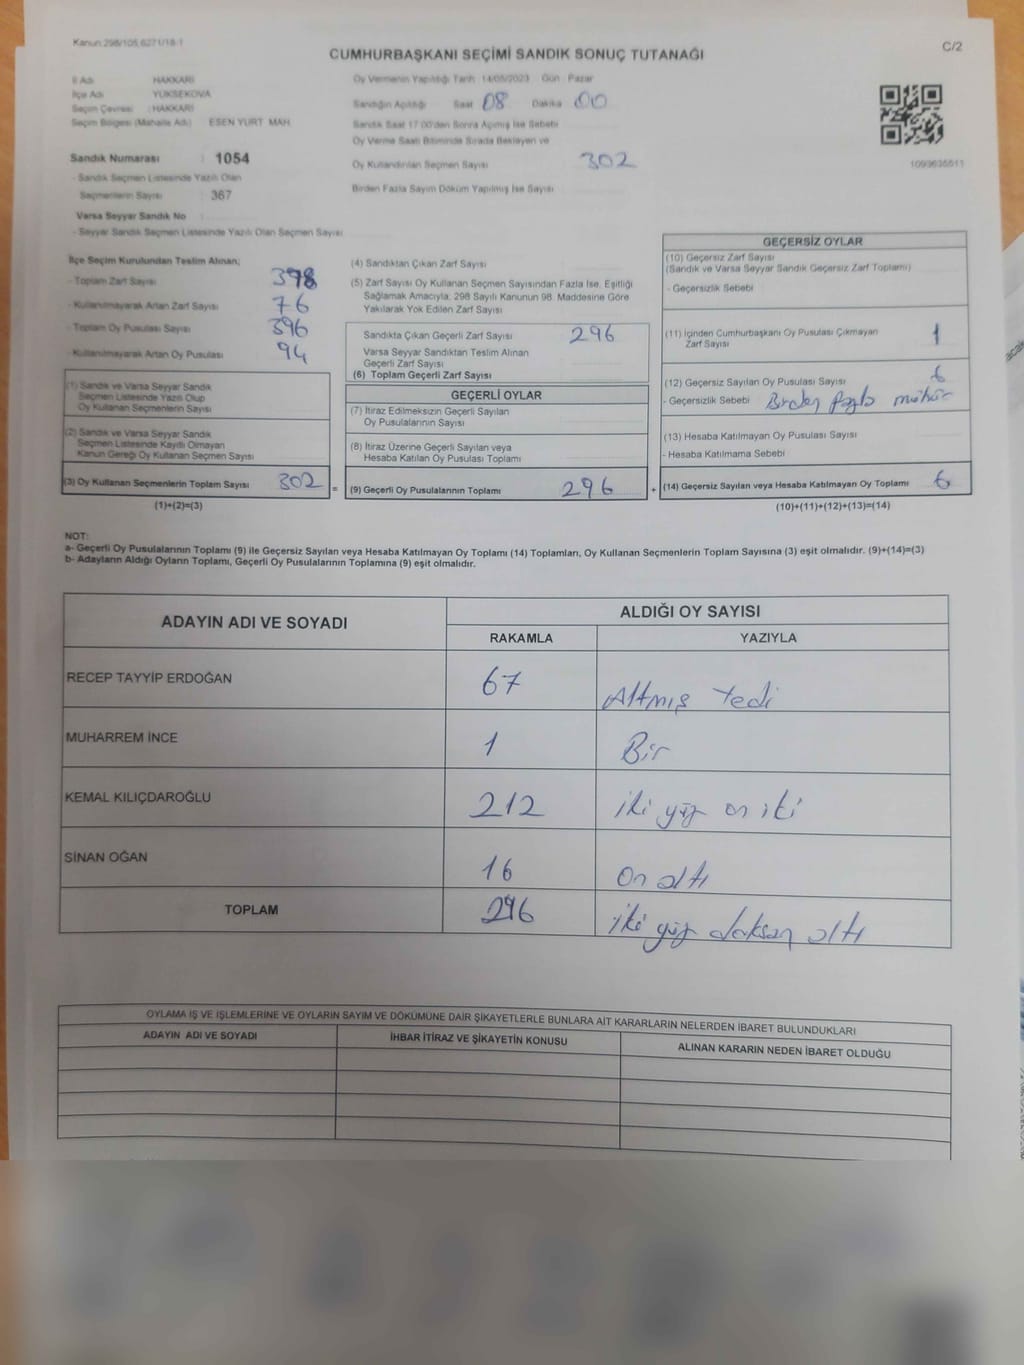 Kanun:298/105,6271/18-1
C/2
CUMHURBAŞKANI SEÇİMİ SANDIK SONUÇ TUTANAĞI
İl Adı HAKKARİ
İlçe Adı YÜKSEKOVA
Seçim Çevresi : HAKKARİ
Seçim Bölgesi (Mahalle Adı) ESEN YURT MAH.
Sandık Numarası : 1054
- Sandık Seçmen Listesinde Yazılı Olan
Seçmenlerin Sayısı : 367
Varsa Seyyar Sandık No
- Seyyar Sandık Seçmen Listesinde Yazılı Olan Seçmen Sayısı
Oy Vermenin Yapıldığı Tarih 14/05/2023 Gün Pazar
Sandığın Açıldığı Saat 08 Dakika 00
Sandık Saat 17:00'den Sonra Açılmış İse Sebebi
Oy Verme Saati Bitiminde Sırada Bekleyen ve
Oy Kullandırılan Seçmen Sayısı 302
Birden Fazla Sayım Döküm Yapılmış İse Sayısı
1099635511
İlçe Seçim Kurulundan Teslim Alınan;
- Toplam Zarf Sayısı 398
- Kullanılmayarak Artan Zarf Sayısı 76
- Toplam Oy Pusulası Sayısı 396
- Kullanılmayarak Artan Oy Pusulası 94
(1) Sandık ve Varsa Seyyar Sandık
Seçmen Listesinde Yazılı Olup
Oy Kullanan Seçmenlerin Sayısı
(2) Sandık ve Varsa Seyyar Sandık
Seçmen Listesinde Kayıtlı Olmayan
Kanun Gereği Oy Kullanan Seçmen Sayısı
(3) Oy Kullanan Seçmenlerin Toplam Sayısı 302 =
(1)+(2)=(3)
(4) Sandıktan Çıkan Zarf Sayısı
(5) Zarf Sayısı Oy Kullanan Seçmen Sayısından Fazla İse, Eşitliği
Sağlamak Amacıyla, 298 Sayılı Kanunun 98. Maddesine Göre
Yakılarak Yok Edilen Zarf Sayısı
Sandıkta Çıkan Geçerli Zarf Sayısı 296
Varsa Seyyar Sandıktan Teslim Alınan
Geçerli Zarf Sayısı
(6) Toplam Geçerli Zarf Sayısı
GEÇERLİ OYLAR
(7) İtiraz Edilmeksizin Geçerli Sayılan
Oy Pusulalarının Sayısı
(8) İtiraz Üzerine Geçerli Sayılan veya
Hesaba Katılan Oy Pusulası Toplamı
(9) Geçerli Oy Pusulalarının Toplamı 296 +
GEÇERSİZ OYLAR
(10) Geçersiz Zarf Sayısı
(Sandık ve Varsa Seyyar Sandık Geçersiz Zarf Toplamı)
- Geçersizlik Sebebi
(11) İçinden Cumhurbaşkanı Oy Pusulası Çıkmayan
Zarf Sayısı 1
(12) Geçersiz Sayılan Oy Pusulası Sayısı 6
- Geçersizlik Sebebi Birden fazla mühür
(13) Hesaba Katılmayan Oy Pusulası Sayısı
- Hesaba Katılmama Sebebi
(14) Geçersiz Sayılan veya Hesaba Katılmayan Oy Toplamı 6
(10)+(11)+(12)+(13)=(14)
NOT:
a- Geçerli Oy Pusulalarının Toplamı (9) ile Geçersiz Sayılan veya Hesaba Katılmayan Oy Toplamı (14) Toplamları, Oy Kullanan Seçmenlerin Toplam Sayısına (3) eşit olmalıdır. (9)+(14)=(3)
b- Adayların Aldığı Oyların Toplamı, Geçerli Oy Pusulalarının Toplamına (9) eşit olmalıdır.
ADAYIN ADI VE SOYADI
ALDIĞI OY SAYISI
RAKAMLA YAZIYLA
RECEP TAYYİP ERDOĞAN 67 Altmış Yedi
MUHARREM İNCE 1 Bir
KEMAL KILIÇDAROĞLU 212 iki yüz on iki
SİNAN OĞAN 16 On altı
TOPLAM 296 iki yüz doksan altı
OYLAMA İŞ VE İŞLEMLERİNE VE OYLARIN SAYIM VE DÖKÜMÜNE DAİR ŞİKAYETLERLE BUNLARA AİT KARARLARIN NELERDEN İBARET BULUNDUKLARI
ADAYIN ADI VE SOYADI
İHBAR İTİRAZ VE ŞİKAYETİN KONUSU
ALINAN KARARIN NEDEN İBARET OLDUĞU